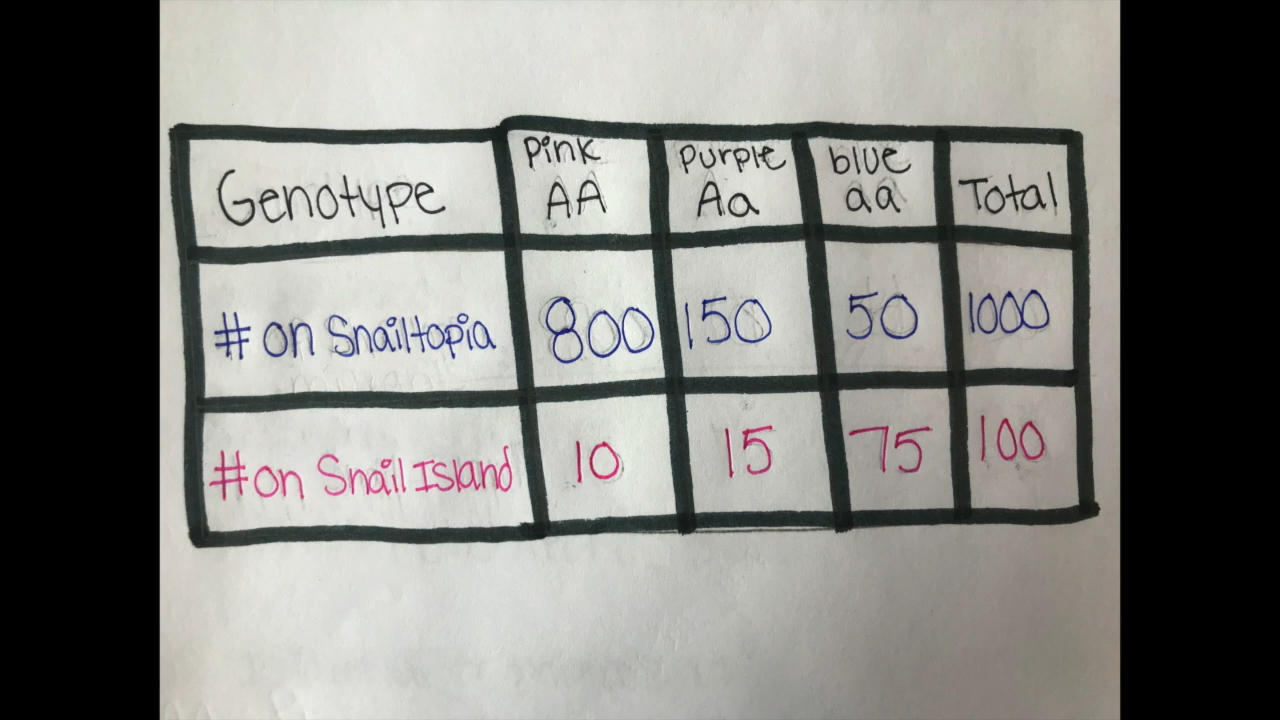 Genotype Pink AA Purple Aa blue aa Total
# on Snailtopia 800 150 50 1000
# on Snail Island 10 15 75 100